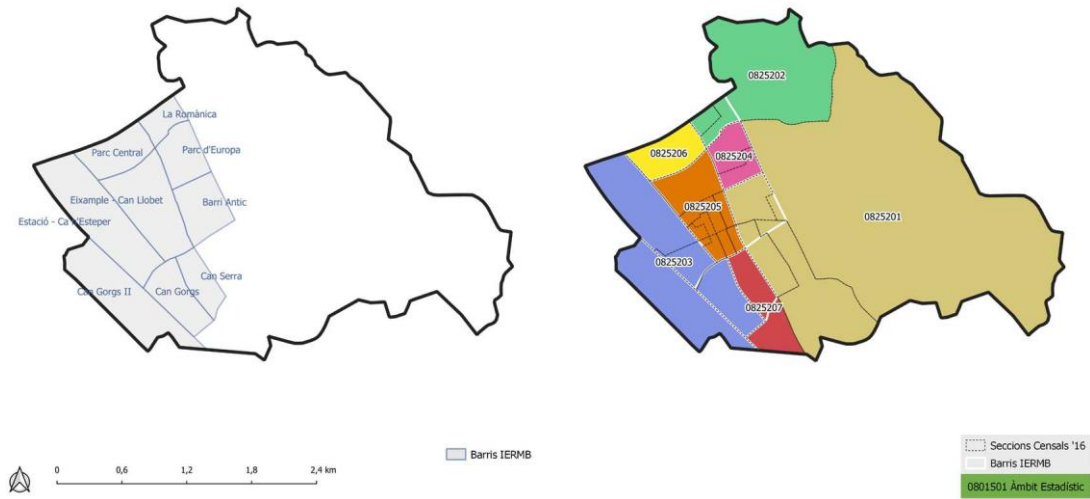 La Romànica
Parc Central
Parc d'Europa
Eixample - Can Llobet
Barri Antic
Estació - Ca n'Esteper
Can Serra
Can Gorgs II
Can Gorgs
0825202
0825206
0825204
0825205
0825201
0825203
0825207
Barris IERMB
0 0,6 1,2 1,8 2,4 km
Seccions Censals '16
Barris IERMB
0801501 Àmbit Estadístic